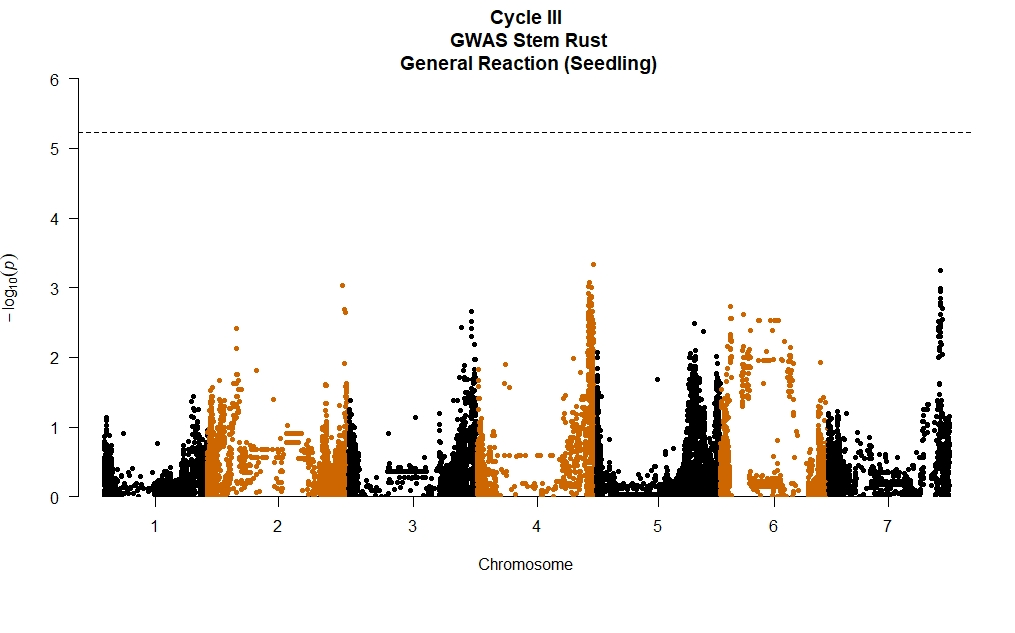 Cycle III
GWAS Stem Rust
General Reaction (Seedling)
6
5
4
3
2
1
0
−log₁₀(p)
1 2 3 4 5 6 7
Chromosome